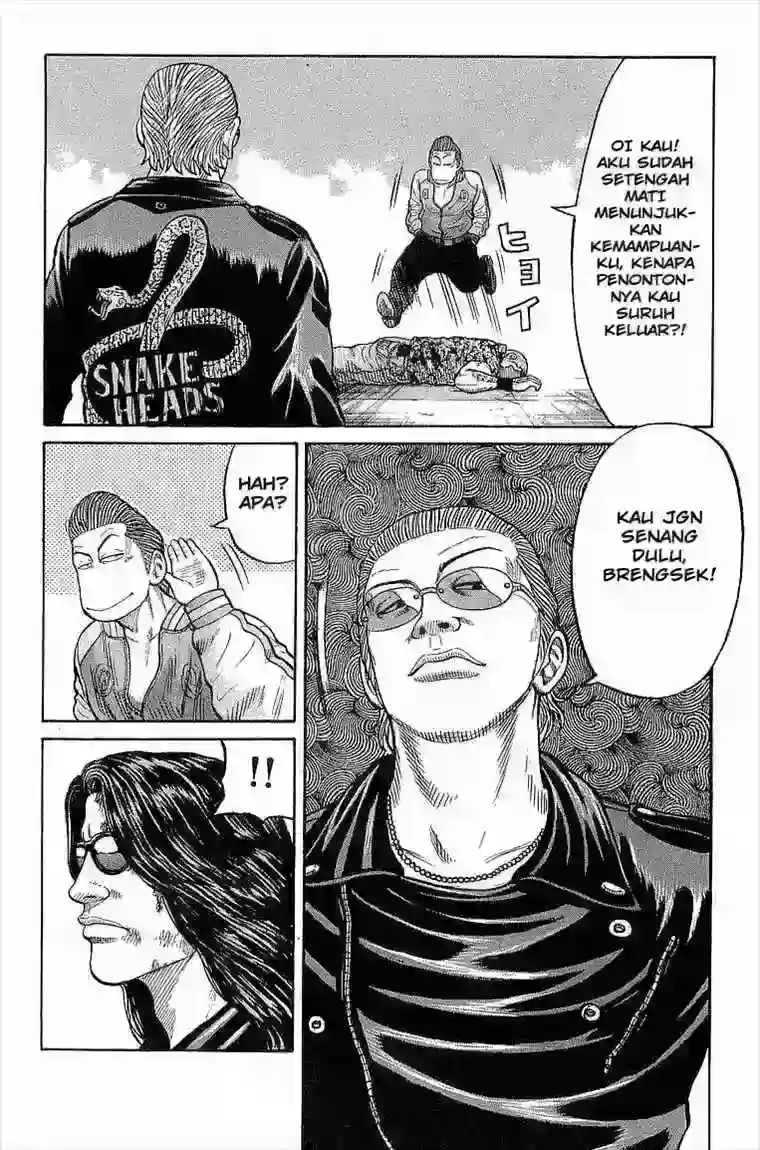 OI KAU!
AKU SUDAH
SETENGAH
MATI
MENUNJUK-
KAN
KEMAMPUAN-
KU, KENAPA
PENONTON-
NYA KAU
SURUH
KELUAR?!
ヒョイ
SNAKE
HEADS
HAH?
APA?
KAU JGN
SENANG
DULU,
BRENGSEK!
!!